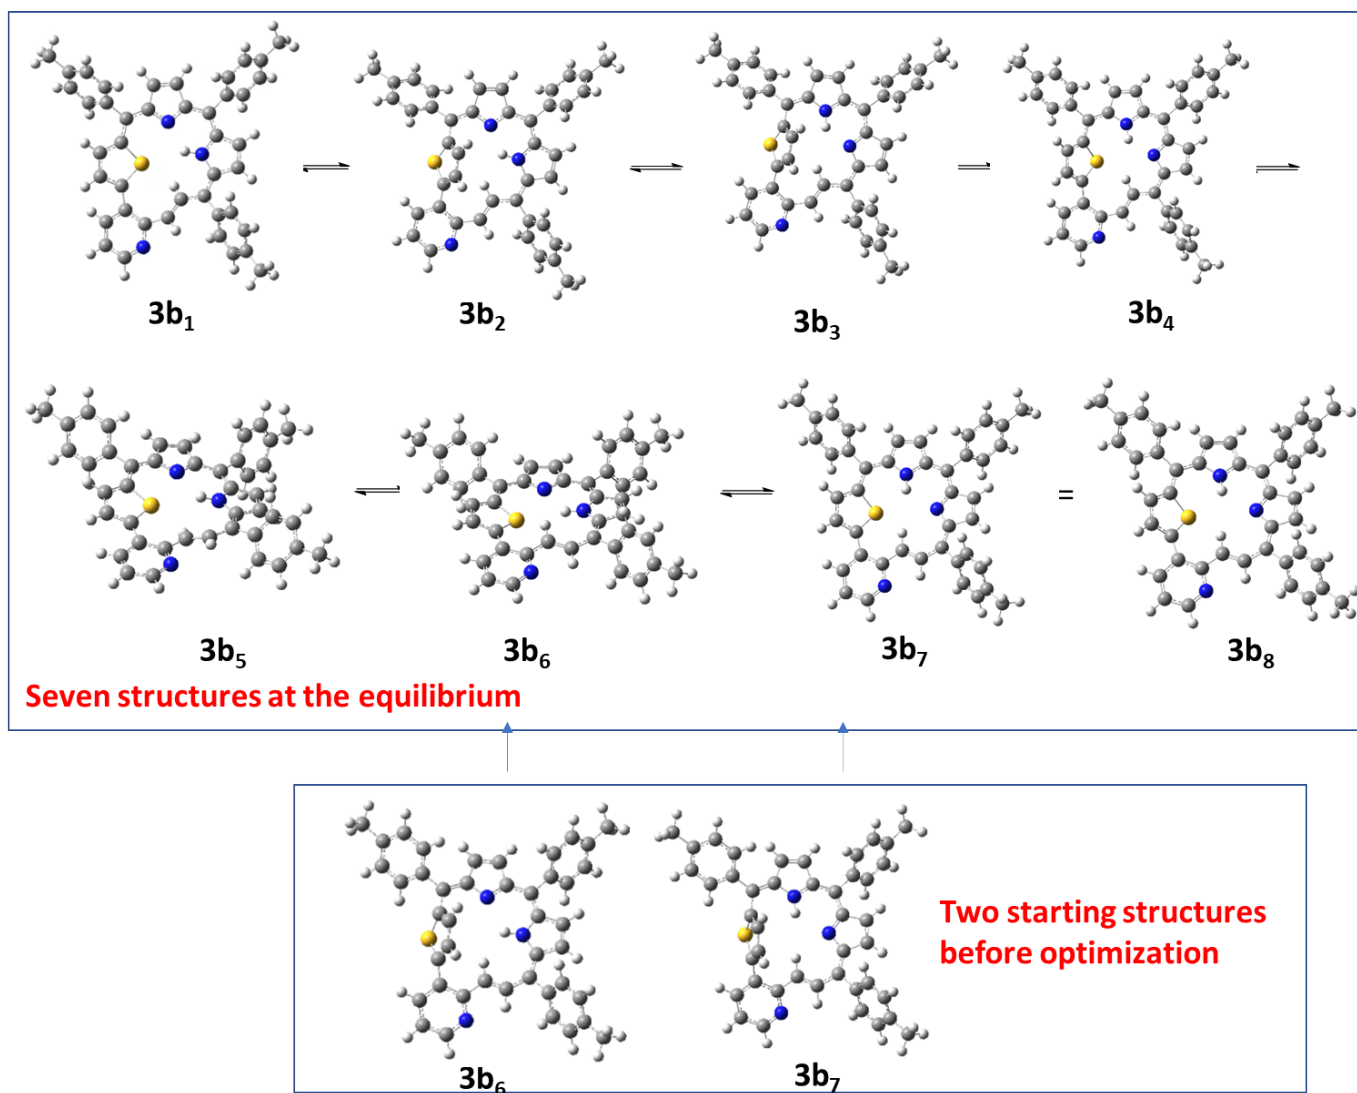 3b₁ ⇌ 3b₂ ⇌ 3b₃ ⇌ 3b₄ ⇌
3b₅ ⇌ 3b₆ ⇌ 3b₇ = 3b₈
Seven structures at the equilibrium
Two starting structures
before optimization
3b₆ 3b₇